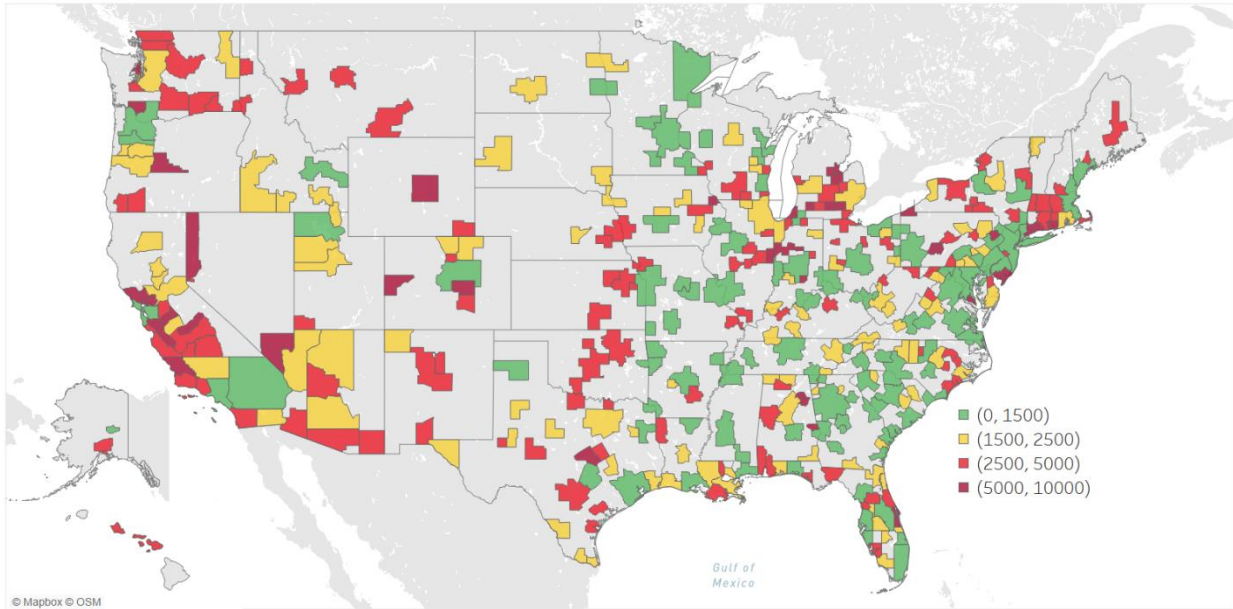 (0, 1500)
(1500, 2500)
(2500, 5000)
(5000, 10000)
Gulf of
Mexico
© Mapbox © OSM